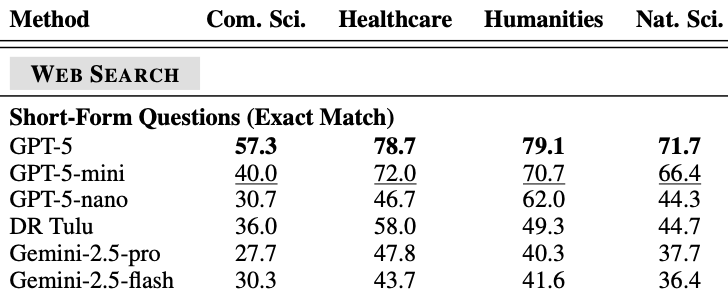 Method Com. Sci. Healthcare Humanities Nat. Sci.
WEB SEARCH
Short-Form Questions (Exact Match)
GPT-5 57.3 78.7 79.1 71.7
GPT-5-mini 40.0 72.0 70.7 66.4
GPT-5-nano 30.7 46.7 62.0 44.3
DR Tulu 36.0 58.0 49.3 44.7
Gemini-2.5-pro 27.7 47.8 40.3 37.7
Gemini-2.5-flash 30.3 43.7 41.6 36.4